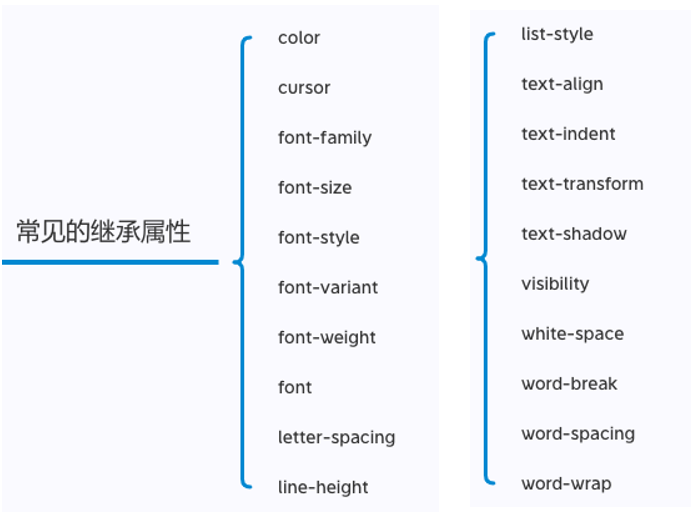 常见的继承属性
color
cursor
font-family
font-size
font-style
font-variant
font-weight
font
letter-spacing
line-height
list-style
text-align
text-indent
text-transform
text-shadow
visibility
white-space
word-break
word-spacing
word-wrap